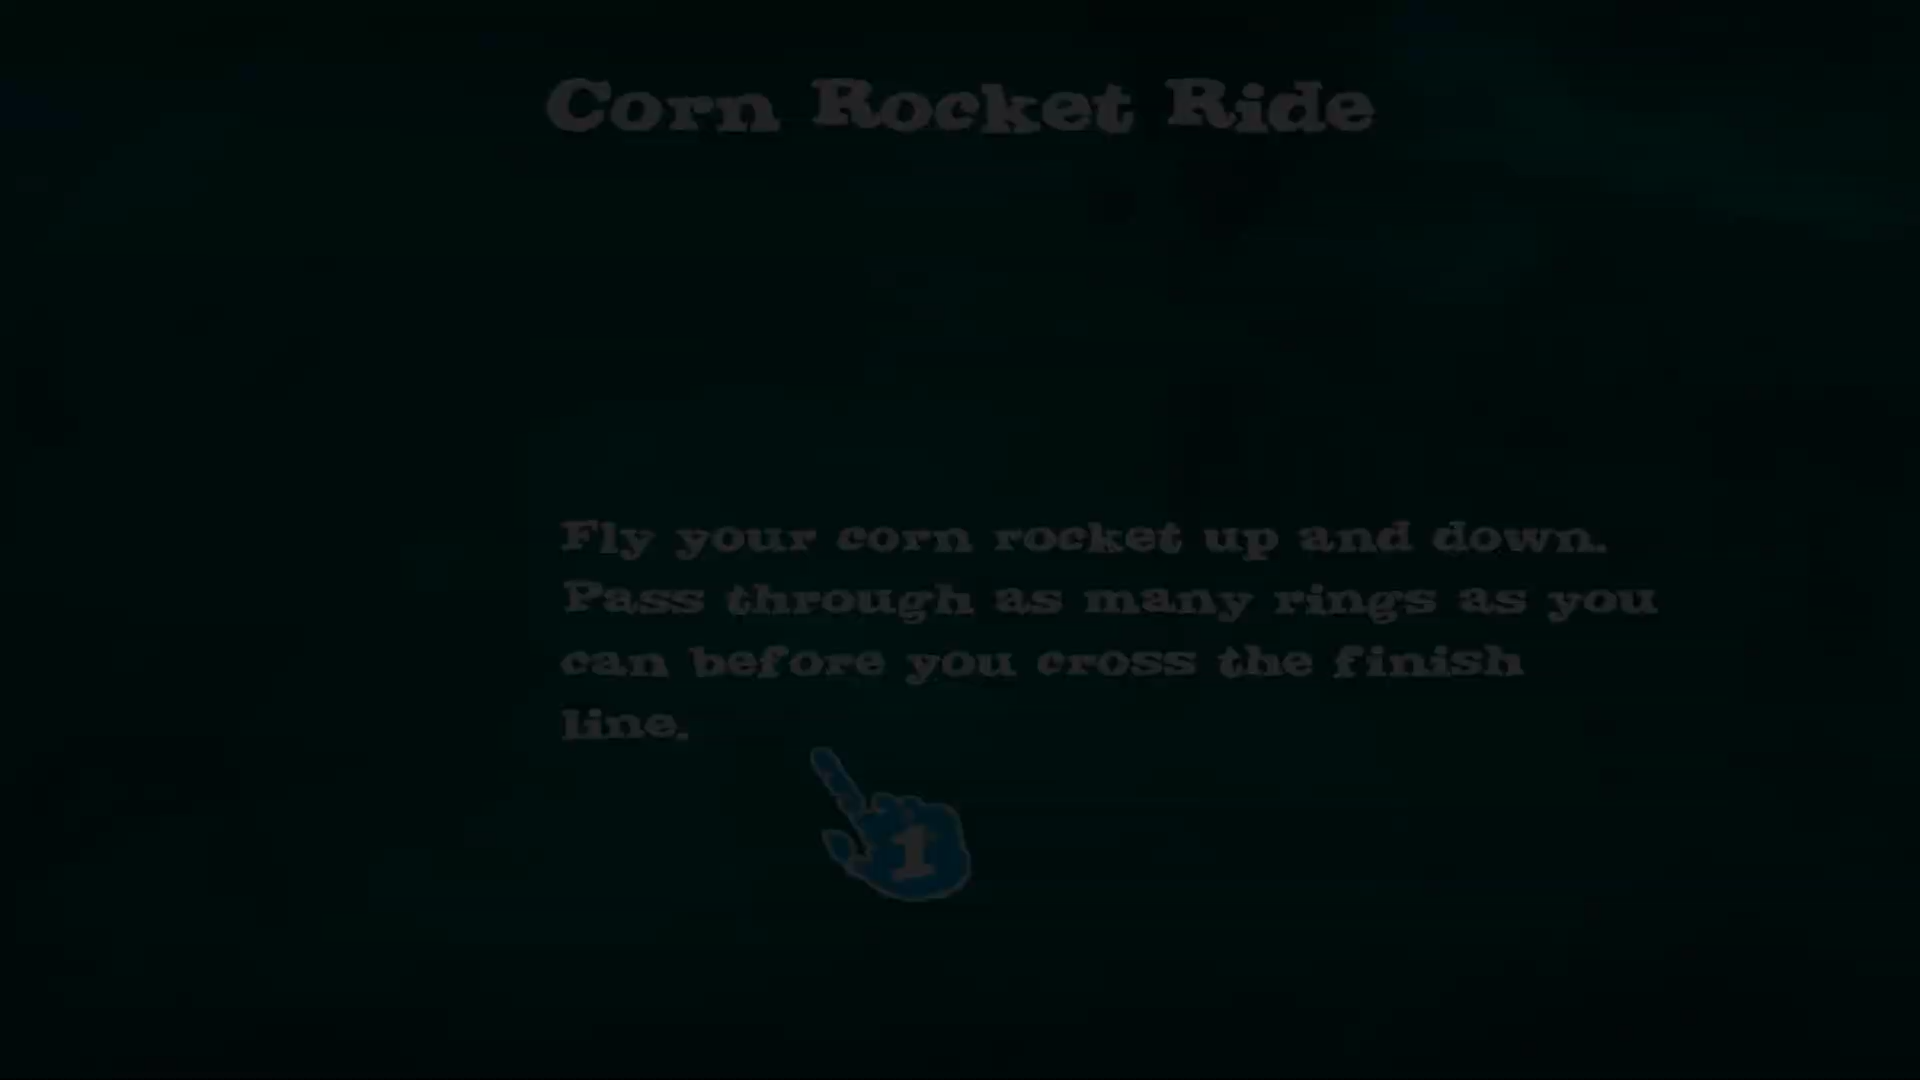 Corn Rocket Ride
Fly your corn rocket up and down.
Pass through as many rings as you
can before you cross the finish
line.
1